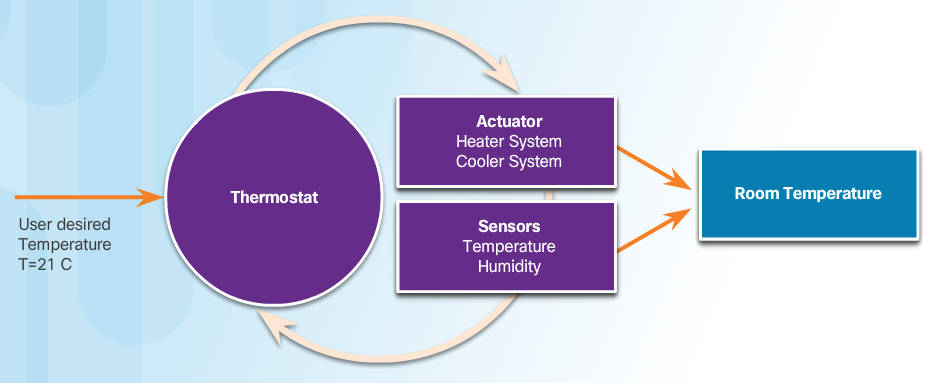 User desired
Temperature
T=21 C
Thermostat
Actuator
Heater System
Cooler System
Sensors
Temperature
Humidity
Room Temperature